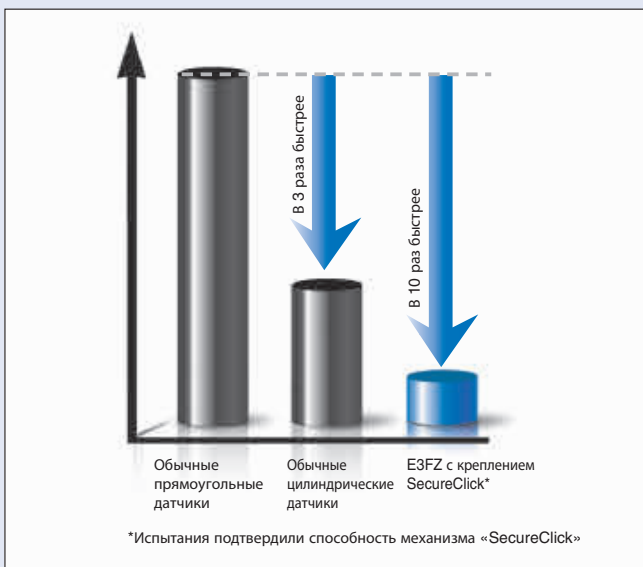 В 3 раза быстрее
В 10 раз быстрее
Обычные
прямоугольные
датчики
Обычные
цилиндрические
датчики
E3FZ с креплением
SecureClick*
*Испытания подтвердили способность механизма «SecureClick»